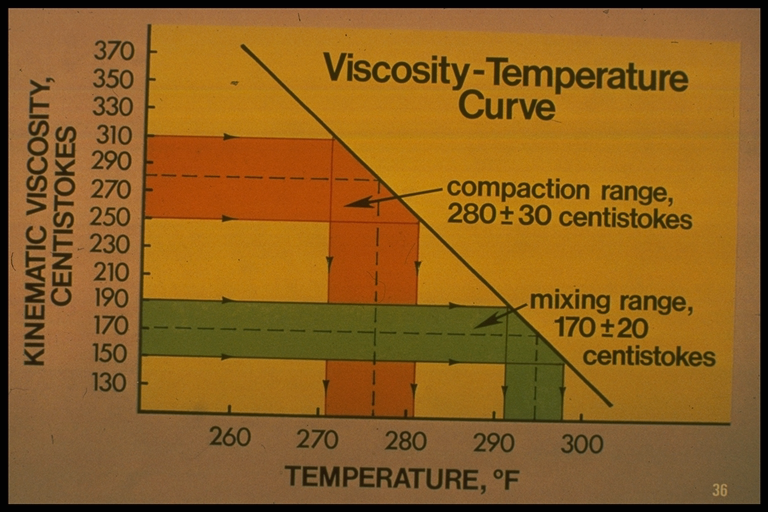 Viscosity-Temperature
Curve
KINEMATIC VISCOSITY,
CENTISTOKES
370
350
330
310
290
270
250
230
210
190
170
150
130
compaction range,
280±30 centistokes
mixing range,
170±20
centistokes
260 270 280 290 300
TEMPERATURE, °F
36